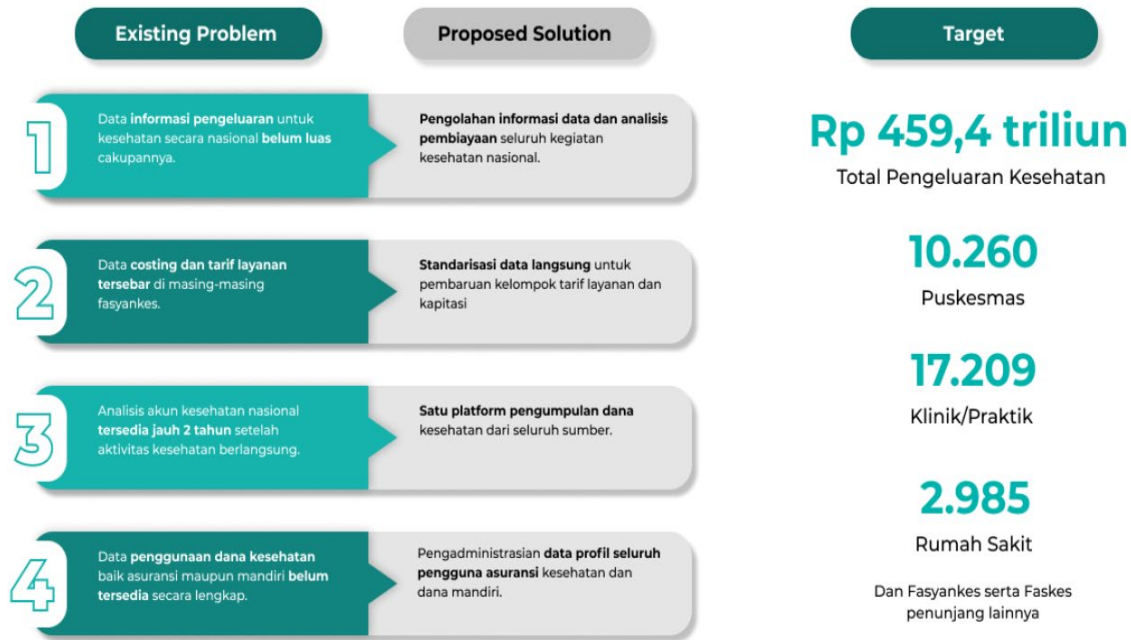 Existing Problem
Proposed Solution
Target
1
Data informasi pengeluaran untuk
kesehatan secara nasional belum luas
cakupannya.
Pengolahan informasi data dan analisis
pembiayaan seluruh kegiatan
kesehatan nasional.
2
Data costing dan tarif layanan
tersebar di masing-masing
fasyankes.
Standarisasi data langsung untuk
pembaruan kelompok tarif layanan dan
kapitasi
3
Analisis akun kesehatan nasional
tersedia jauh 2 tahun setelah
aktivitas kesehatan berlangsung.
Satu platform pengumpulan dana
kesehatan dari seluruh sumber.
4
Data penggunaan dana kesehatan
baik asuransi maupun mandiri belum
tersedia secara lengkap.
Pengadministrasian data profil seluruh
pengguna asuransi kesehatan dan
dana mandiri.
Rp 459,4 triliun
Total Pengeluaran Kesehatan
10.260
Puskesmas
17.209
Klinik/Praktik
2.985
Rumah Sakit
Dan Fasyankes serta Faskes
penunjang lainnya